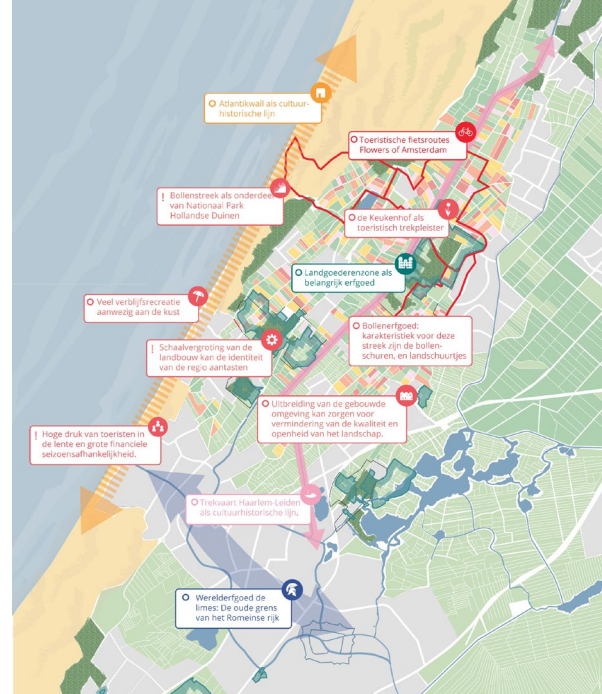 Atlantikwall als cultuur-
historische lijn
Toeristische fietsroutes
Flowers of Amsterdam
! Bollenstreek als onderdeel
van Nationaal Park
Hollandse Duinen
de Keukenhof als
toeristisch trekpleister
Landgoederenzone als
belangrijk erfgoed
Veel verblijfsrecreatie
aanwezig aan de kust
Bollenerfgoed:
karakteristiek voor deze
streek zijn de bollen-
schuren, en landschuurtjes
! Schaalvergroting van de
landbouw kan de identiteit
van de regio aantasten
Uitbreiding van de gebouwde
omgeving kan zorgen voor
vermindering van de kwaliteit en
openheid van het landschap.
! Hoge druk van toeristen in
de lente en grote financiele
seizoensafhankelijkheid.
Trekvaart Haarlem-Leiden
als cultuurhistorische lijn.
Werelderfgoed de
limes: De oude grens
van het Romeinse rijk